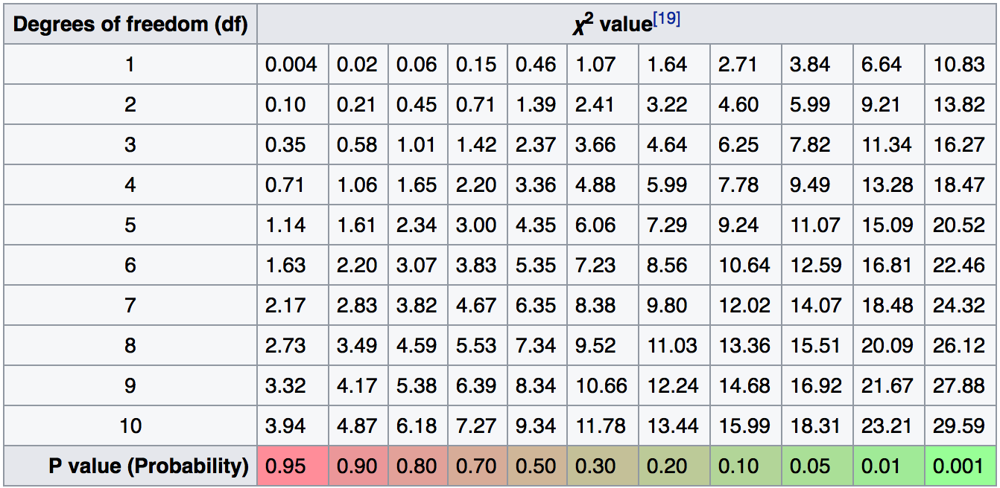 Degrees of freedom (df) χ² value[19]
1 0.004 0.02 0.06 0.15 0.46 1.07 1.64 2.71 3.84 6.64 10.83
2 0.10 0.21 0.45 0.71 1.39 2.41 3.22 4.60 5.99 9.21 13.82
3 0.35 0.58 1.01 1.42 2.37 3.66 4.64 6.25 7.82 11.34 16.27
4 0.71 1.06 1.65 2.20 3.36 4.88 5.99 7.78 9.49 13.28 18.47
5 1.14 1.61 2.34 3.00 4.35 6.06 7.29 9.24 11.07 15.09 20.52
6 1.63 2.20 3.07 3.83 5.35 7.23 8.56 10.64 12.59 16.81 22.46
7 2.17 2.83 3.82 4.67 6.35 8.38 9.80 12.02 14.07 18.48 24.32
8 2.73 3.49 4.59 5.53 7.34 9.52 11.03 13.36 15.51 20.09 26.12
9 3.32 4.17 5.38 6.39 8.34 10.66 12.24 14.68 16.92 21.67 27.88
10 3.94 4.87 6.18 7.27 9.34 11.78 13.44 15.99 18.31 23.21 29.59
P value (Probability) 0.95 0.90 0.80 0.70 0.50 0.30 0.20 0.10 0.05 0.01 0.001